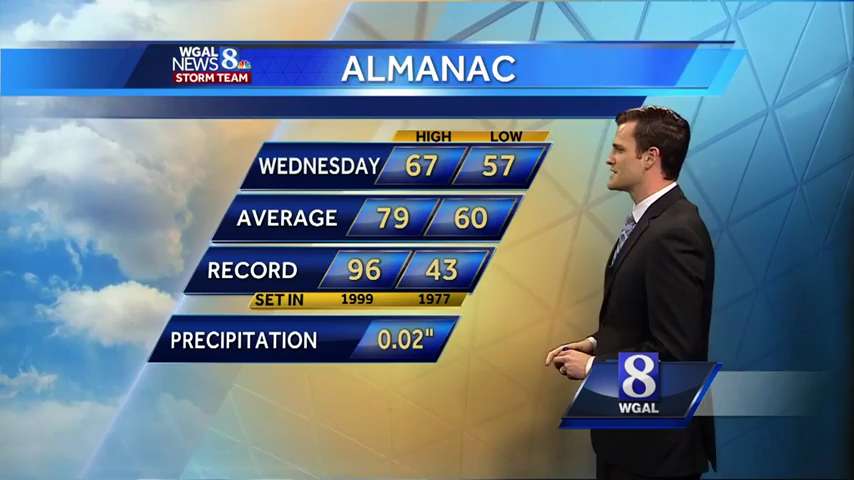 WGAL
NEWS 8
STORM TEAM
ALMANAC
HIGH LOW
WEDNESDAY 67 57
AVERAGE 79 60
RECORD 96 43
SET IN 1999 1977
PRECIPITATION 0.02"
8
WGAL